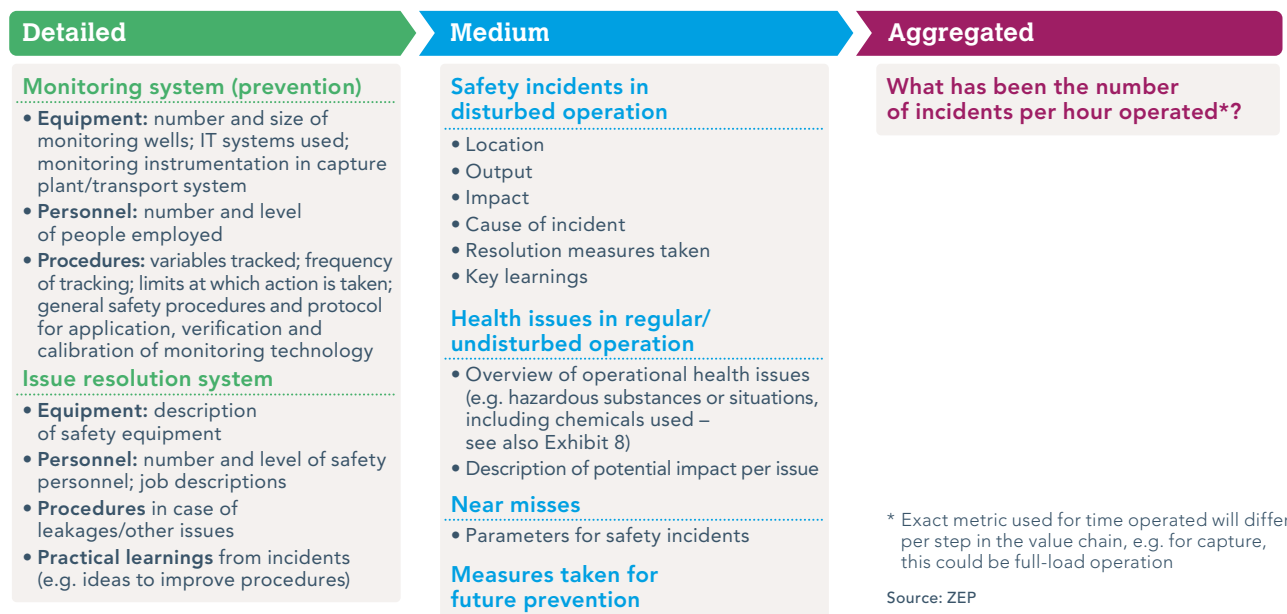 Detailed
Monitoring system (prevention)
• Equipment: number and size of
monitoring wells; IT systems used;
monitoring instrumentation in capture
plant/transport system
• Personnel: number and level
of people employed
• Procedures: variables tracked; frequency
of tracking; limits at which action is taken;
general safety procedures and protocol
for application, verification and
calibration of monitoring technology
Issue resolution system
• Equipment: description
of safety equipment
• Personnel: number and level of safety
personnel; job descriptions
• Procedures in case of
leakages/other issues
• Practical learnings from incidents
(e.g. ideas to improve procedures)
Medium
Safety incidents in
disturbed operation
• Location
• Output
• Impact
• Cause of incident
• Resolution measures taken
• Key learnings
Health issues in regular/
undisturbed operation
• Overview of operational health issues
(e.g. hazardous substances or situations,
including chemicals used –
see also Exhibit 8)
• Description of potential impact per issue
Near misses
• Parameters for safety incidents
Measures taken for
future prevention
Aggregated
What has been the number
of incidents per hour operated*?
* Exact metric used for time operated will differ
per step in the value chain, e.g. for capture,
this could be full-load operation
Source: ZEP